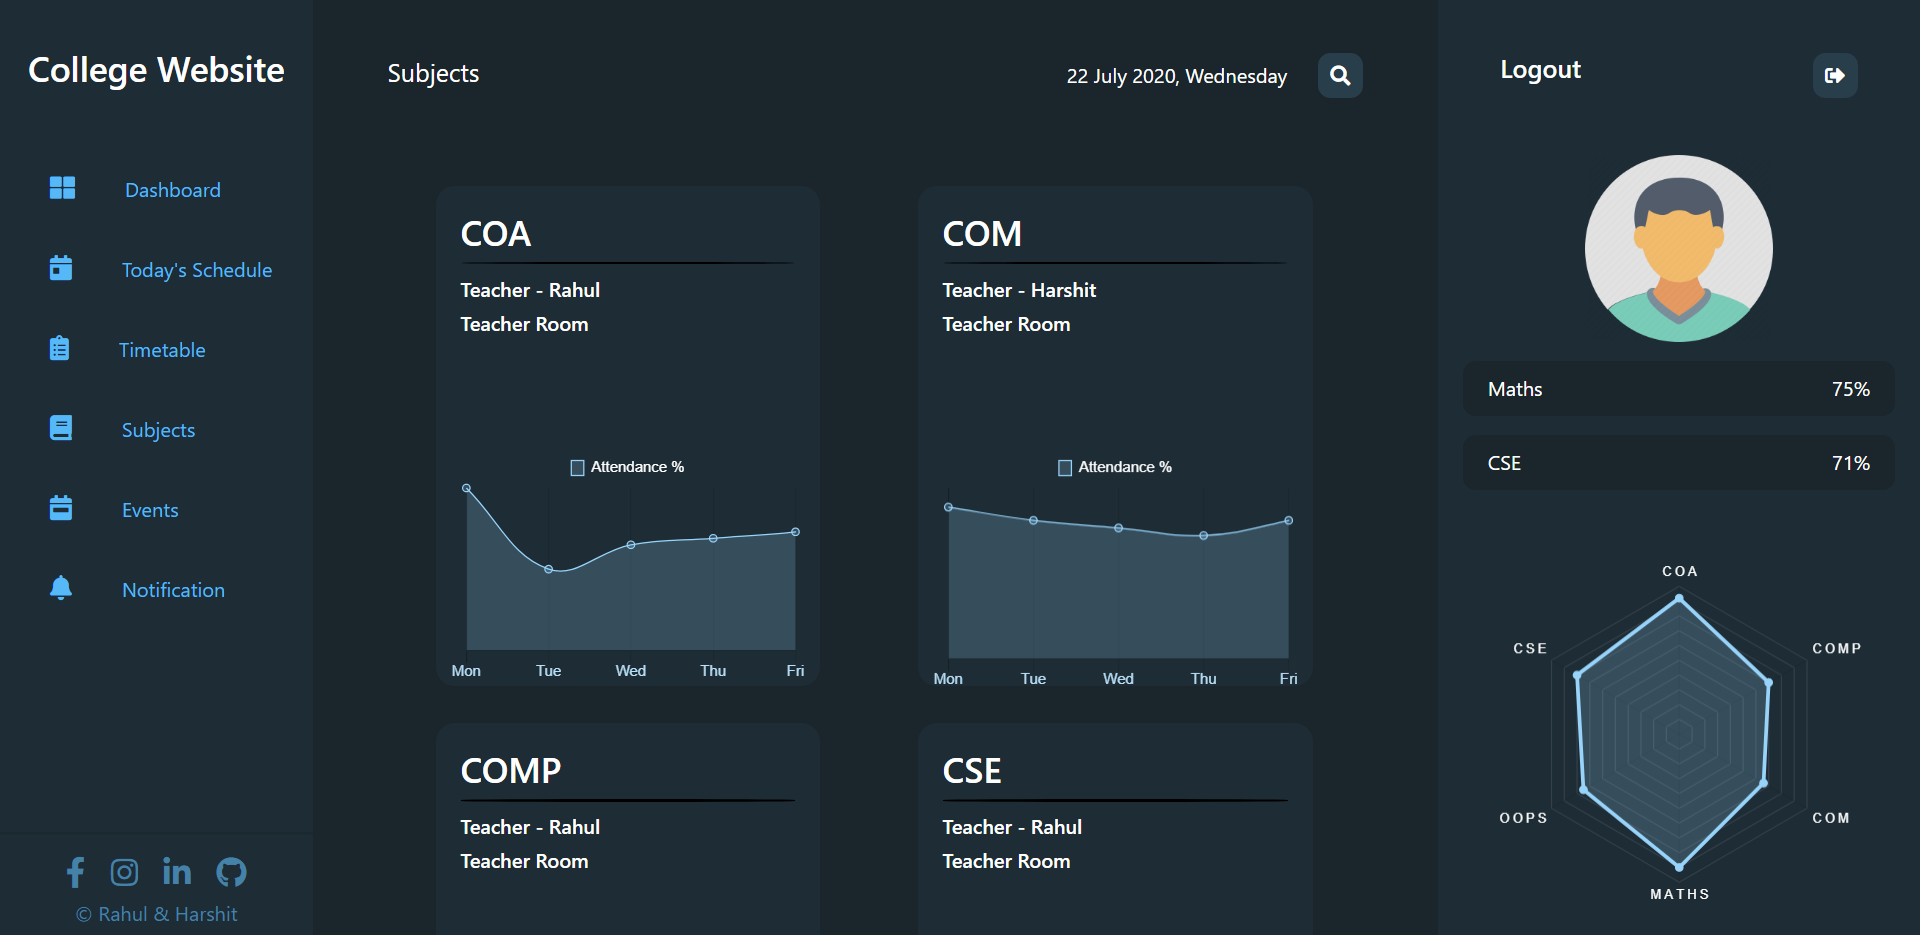 College Website
Dashboard
Today's Schedule
Timetable
Subjects
Events
Notification
© Rahul & Harshit
Subjects
22 July 2020, Wednesday
COA
Teacher - Rahul
Teacher Room
Attendance %
Mon Tue Wed Thu Fri
COM
Teacher - Harshit
Teacher Room
Attendance %
Mon Tue Wed Thu Fri
COMP
Teacher - Rahul
Teacher Room
CSE
Teacher - Rahul
Teacher Room
Logout
Maths 75%
CSE 71%
COA
CSE COMP
OOPS COM
MATHS